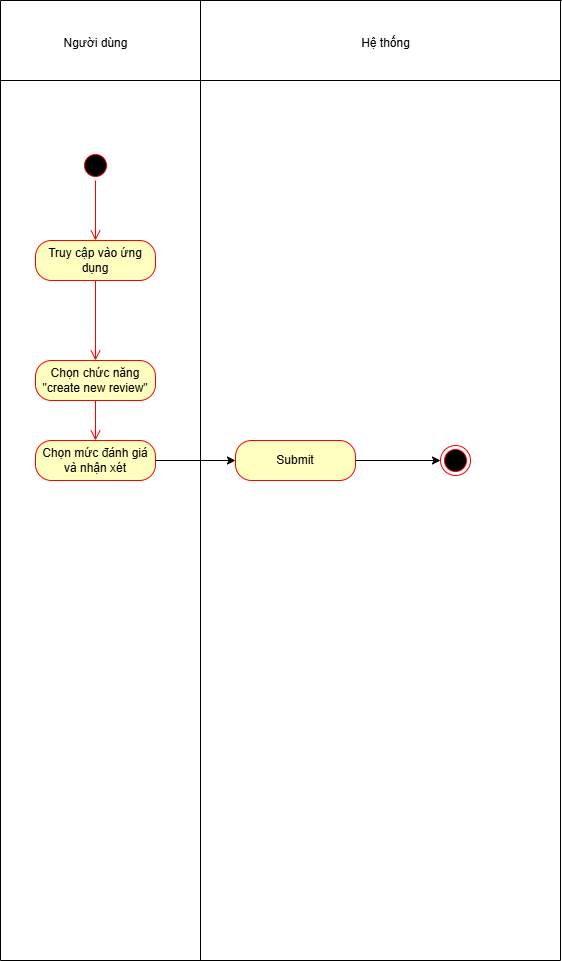 Người dùng
Hệ thống
Truy cập vào ứng
dụng
Chọn chức năng
"create new review"
Chọn mức đánh giá
và nhận xét
Submit